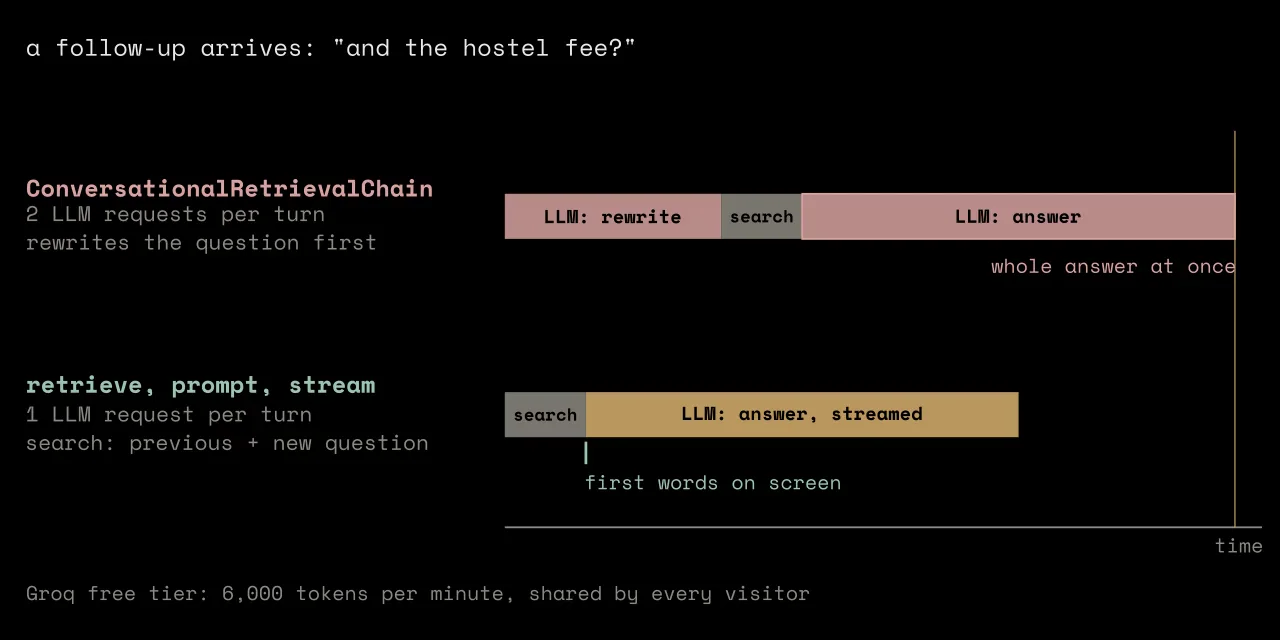 a follow-up arrives: "and the hostel fee?"
ConversationalRetrievalChain
2 LLM requests per turn
rewrites the question first
LLM: rewrite
search
LLM: answer
whole answer at once
retrieve, prompt, stream
1 LLM request per turn
search: previous + new question
search
LLM: answer, streamed
first words on screen
time
Groq free tier: 6,000 tokens per minute, shared by every visitor